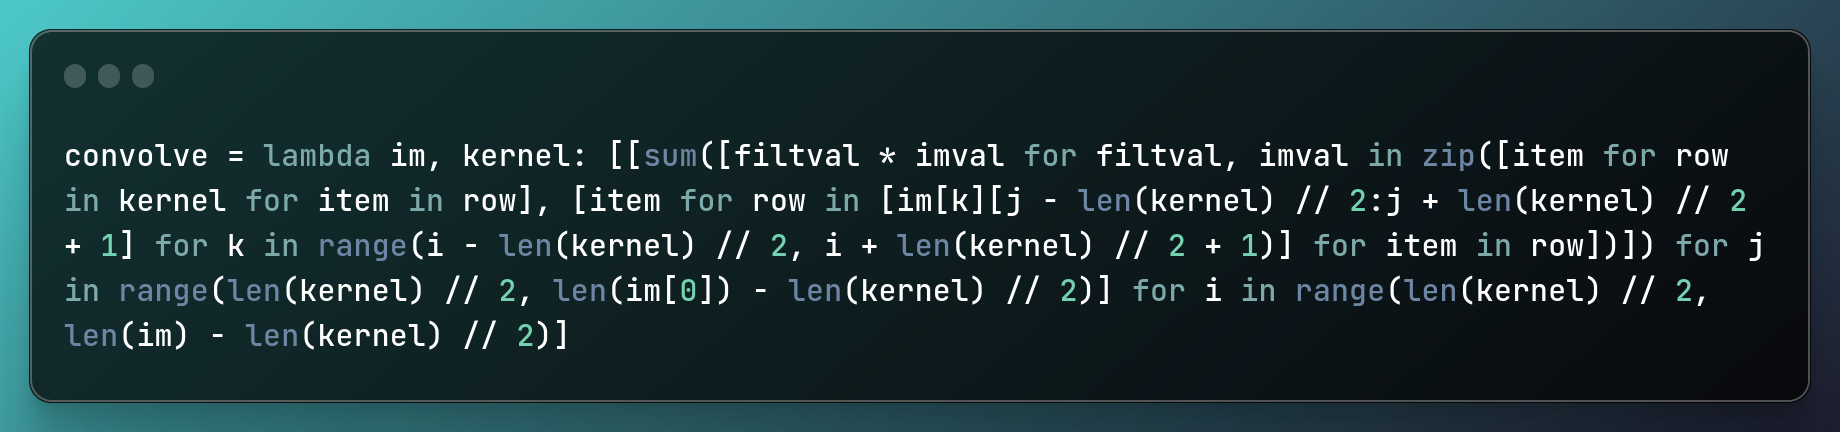 convolve = lambda im, kernel: [[sum([filtval * imval for filtval, imval in zip([item for row
in kernel for item in row], [item for row in [im[k][j - len(kernel) // 2:j + len(kernel) // 2
+ 1] for k in range(i - len(kernel) // 2, i + len(kernel) // 2 + 1)] for item in row])]) for j
in range(len(kernel) // 2, len(im[0]) - len(kernel) // 2)] for i in range(len(kernel) // 2,
len(im) - len(kernel) // 2)]